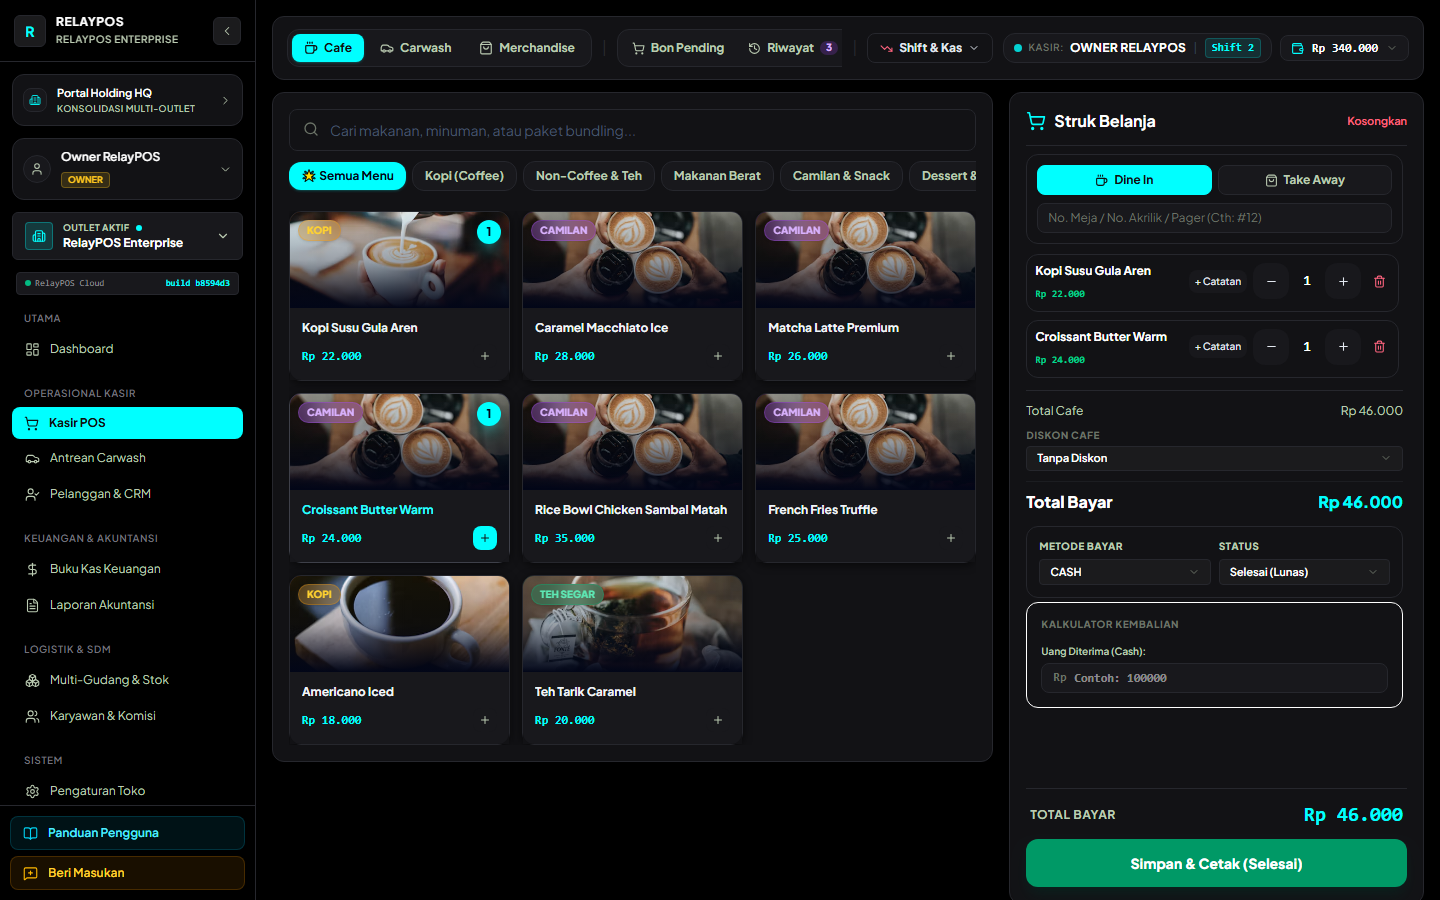 R
RELAYPOS
RELAYPOS ENTERPRISE
Portal Holding HQ
KONSOLIDASI MULTI-OUTLET
Owner RelayPOS
OWNER
OUTLET AKTIF
RelayPOS Enterprise
RelayPOS Cloud
build b8594d3
UTAMA
Dashboard
OPERASIONAL KASIR
Kasir POS
Antrean Carwash
Pelanggan & CRM
KEUANGAN & AKUNTANSI
Buku Kas Keuangan
Laporan Akuntansi
LOGISTIK & SDM
Multi-Gudang & Stok
Karyawan & Komisi
SISTEM
Pengaturan Toko
Panduan Pengguna
Beri Masukan
Cafe
Carwash
Merchandise
Bon Pending
Riwayat 3
Shift & Kas
KASIR: OWNER RELAYPOS
Shift 2
Rp 340.000
Cari makanan, minuman, atau paket bundling...
Semua Menu
Kopi (Coffee)
Non-Coffee & Teh
Makanan Berat
Camilan & Snack
Dessert &
KOPI
1
Kopi Susu Gula Aren
Rp 22.000
CAMILAN
Caramel Macchiato Ice
Rp 28.000
CAMILAN
Matcha Latte Premium
Rp 26.000
CAMILAN
1
Croissant Butter Warm
Rp 24.000
CAMILAN
Rice Bowl Chicken Sambal Matah
Rp 35.000
CAMILAN
French Fries Truffle
Rp 25.000
KOPI
Americano Iced
Rp 18.000
TEH SEGAR
Teh Tarik Caramel
Rp 20.000
Struk Belanja
Kosongkan
Dine In
Take Away
No. Meja / No. Akrilik / Pager (Cth: #12)
Kopi Susu Gula Aren
Rp 22.000
+ Catatan
1
Croissant Butter Warm
Rp 24.000
+ Catatan
1
Total Cafe
Rp 46.000
DISKON CAFE
Tanpa Diskon
Total Bayar
Rp 46.000
METODE BAYAR
STATUS
CASH
Selesai (Lunas)
KALKULATOR KEMBALIAN
Uang Diterima (Cash):
Rp Contoh: 100000
TOTAL BAYAR
Rp 46.000
Simpan & Cetak (Selesai)